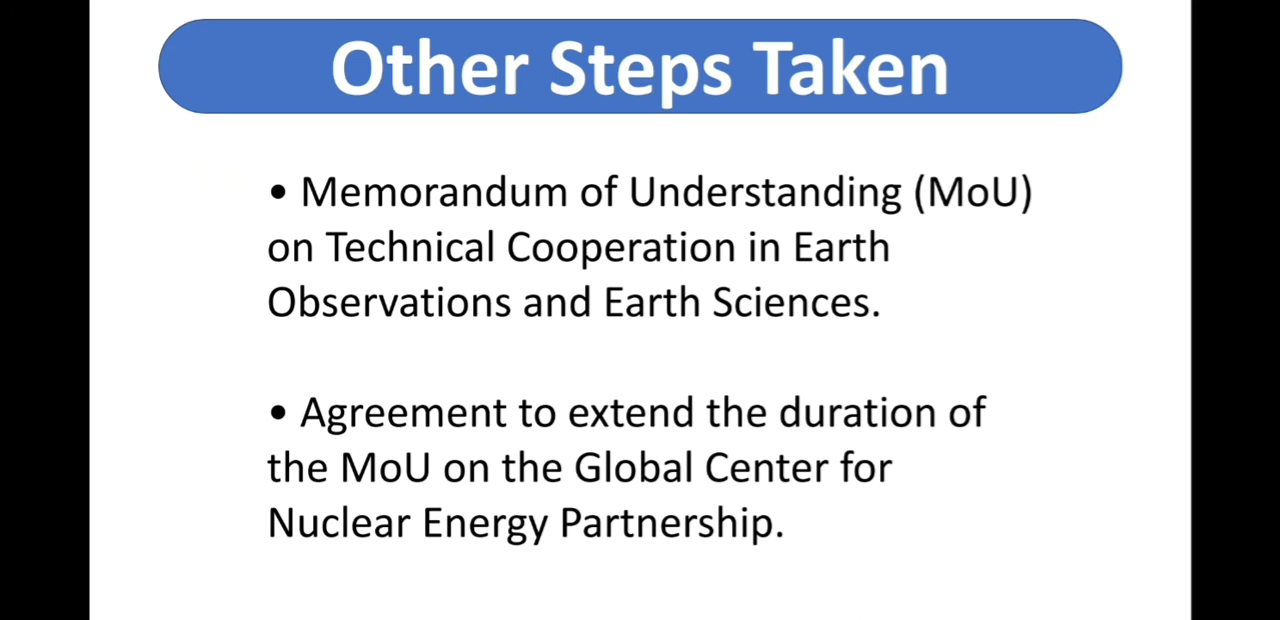 Other Steps Taken
• Memorandum of Understanding (MoU)
on Technical Cooperation in Earth
Observations and Earth Sciences.
• Agreement to extend the duration of
the MoU on the Global Center for
Nuclear Energy Partnership.